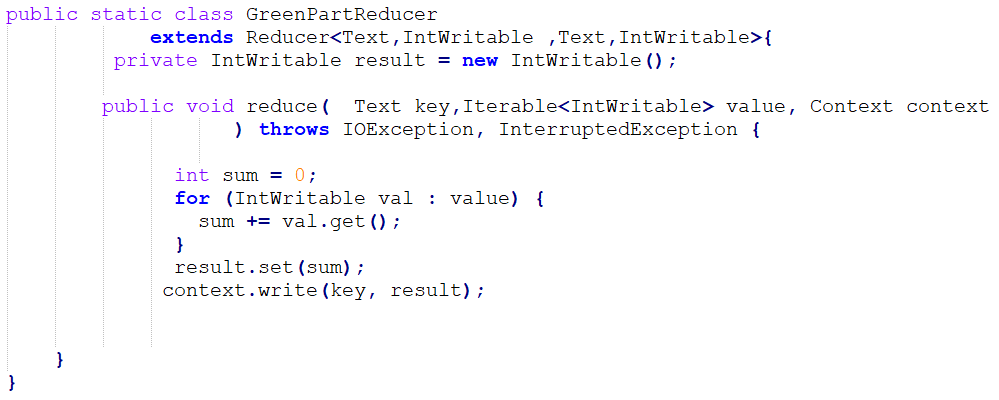 public static class GreenPartReducer
extends Reducer<Text,IntWritable ,Text,IntWritable>{
private IntWritable result = new IntWritable();
public void reduce(  Text key,Iterable<IntWritable> value, Context context
) throws IOException, InterruptedException {
int sum = 0;
for (IntWritable val : value) {
sum += val.get();
}
result.set(sum);
context.write(key, result);
}
}